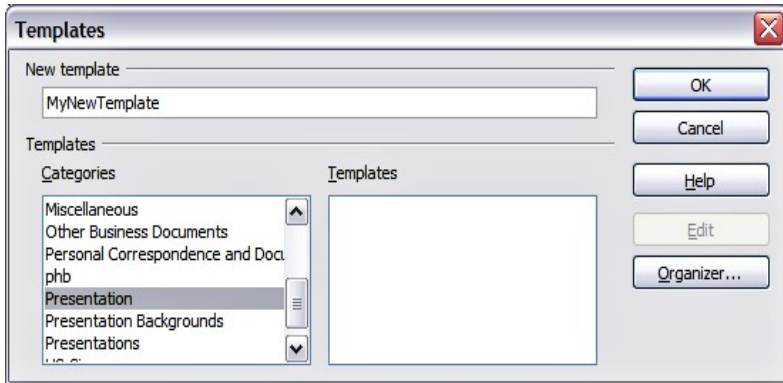 Templates
New template
MyNewTemplate
OK
Cancel
Templates
Categories
Templates
Help
Miscellaneous
Other Business Documents
Personal Correspondence and Docu
phb
Presentation
Presentation Backgrounds
Presentations
Edit
Organizer...